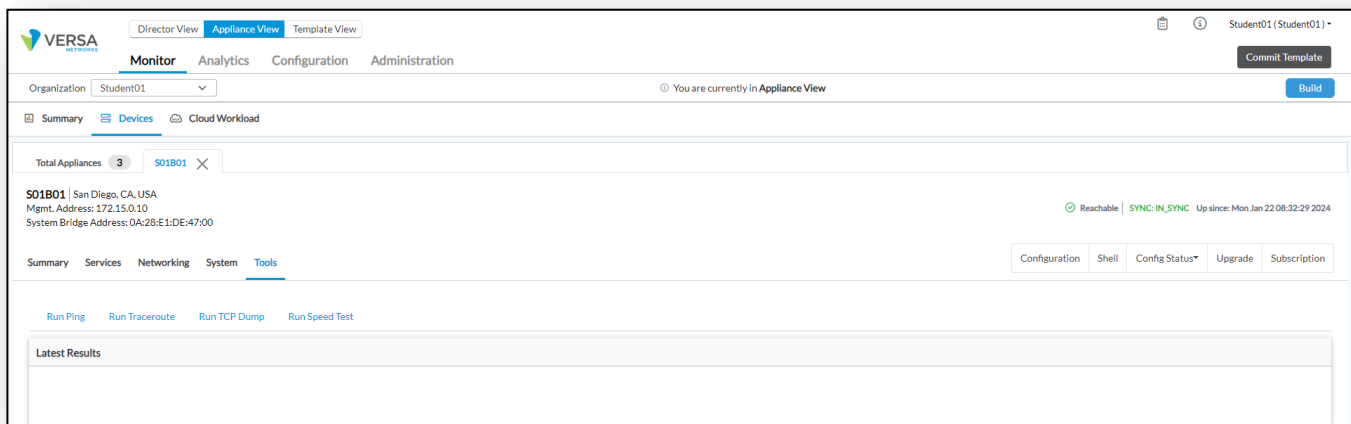 Director View Appliance View Template View
Student01 ( Student01 )
VERSA
NETWORKS
Monitor Analytics Configuration Administration
Commit Template
Organization Student01
You are currently in Appliance View
Build
Summary Devices Cloud Workload
Total Appliances 3 S01B01
S01B01 San Diego, CA, USA
Mgmt. Address: 172.15.0.10
System Bridge Address: 0A:28:E1:DE:47:00
Reachable SYNC: IN_SYNC Up since: Mon Jan 22 08:32:29 2024
Summary Services Networking System Tools
Configuration Shell Config Status Upgrade Subscription
Run Ping Run Traceroute Run TCP Dump Run Speed Test
Latest Results